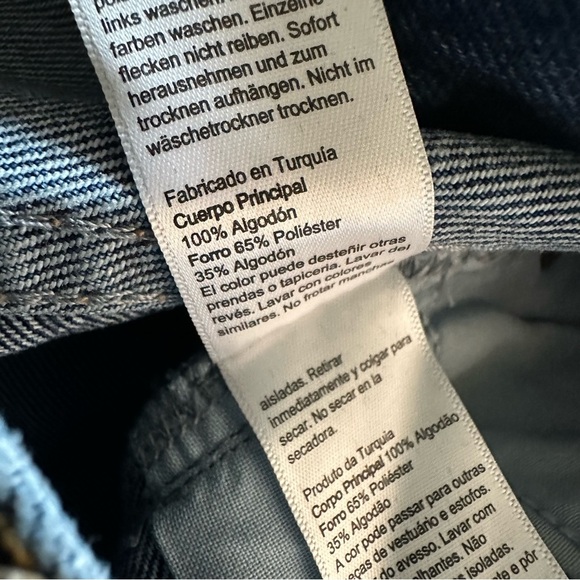 links waschen.
farben waschen. Einzelne
flecken nicht reiben. Sofort
herausnehmen und zum
trocknen aufhängen. Nicht im
wäschetrockner trocknen.
Fabricado en Turquía
Cuerpo Principal
100% Algodón
Forro 65% Poliéster
35% Algodón
El color puede desteñir otras
prendas o tapicería. Lavar del
revés. Lavar con colores
similares. No frotar manchas
aisladas. Retirar
inmediatamente y colgar para
secar. No secar en la
secadora.
Produto da Turquia
Corpo Principal 100% Algodão
Forro 65% Poliéster
35% Algodão
A cor pode passar para outras
peças de vestuário e estofos.
do avesso. Lavar com
Não
isoladas.
e pôr